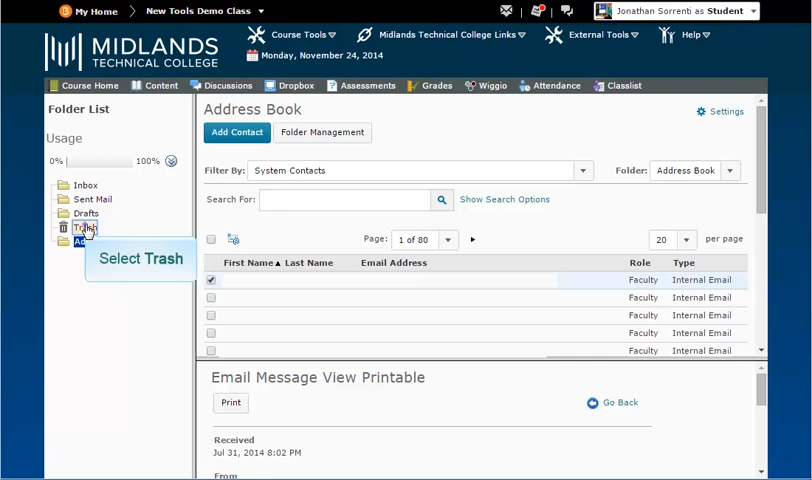 My Home
New Tools Demo Class
Jonathan Sorrenti as Student
MIDLANDS
TECHNICAL COLLEGE
Course Tools
Midlands Technical College Links
External Tools
Help
Monday, November 24, 2014
Course Home
Content
Discussions
Dropbox
Assessments
Grades
Wiggio
Attendance
Classlist
Folder List
Usage
0%
100%
Inbox
Sent Mail
Drafts
Select Trash
Address Book
Settings
Add Contact
Folder Management
Filter By:
System Contacts
Folder:
Address Book
Search For:
Show Search Options
Page:
1 of 80
20
per page
First Name
Last Name
Email Address
Role
Type
Faculty
Internal Email
Faculty
Internal Email
Faculty
Internal Email
Faculty
Internal Email
Faculty
Internal Email
Email Message View Printable
Print
Go Back
Received
Jul 31, 2014 8:02 PM
From